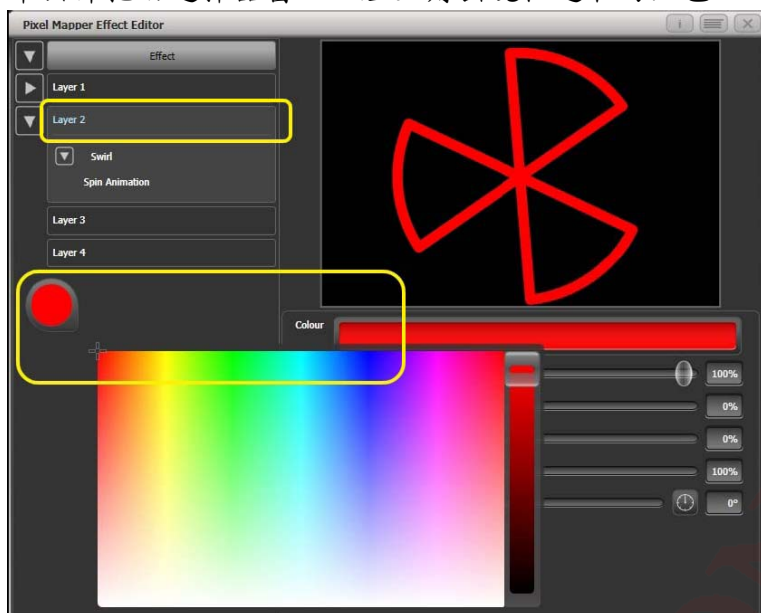 Pixel Mapper Effect Editor
Effect
Layer 1
Layer 2
Swirl
Spin Animation
Layer 3
Layer 4
Colour
100%
0%
0%
100%
0°